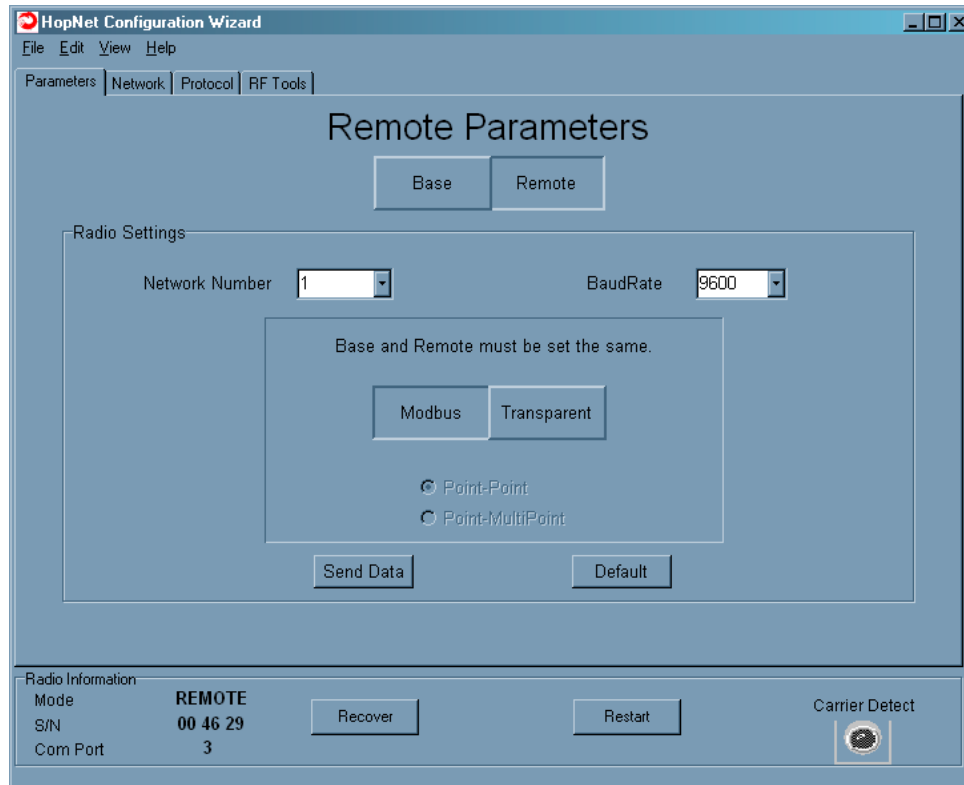 HopNet Configuration Wizard
File Edit View Help
Parameters Network Protocol RF Tools
Remote Parameters
Base Remote
Radio Settings
Network Number 1 BaudRate 9600
Base and Remote must be set the same.
Modbus Transparent
Point-Point
Point-MultiPoint
Send Data Default
Radio Information
Mode REMOTE
S/N 00 46 29
Com Port 3
Recover Restart
Carrier Detect